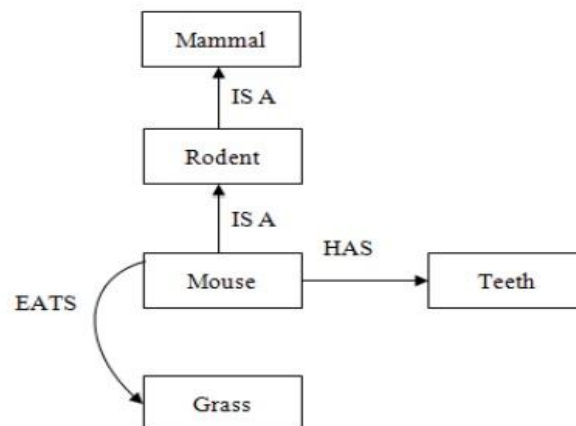 Mammal
IS A
Rodent
IS A
HAS
Mouse
Teeth
EATS
Grass